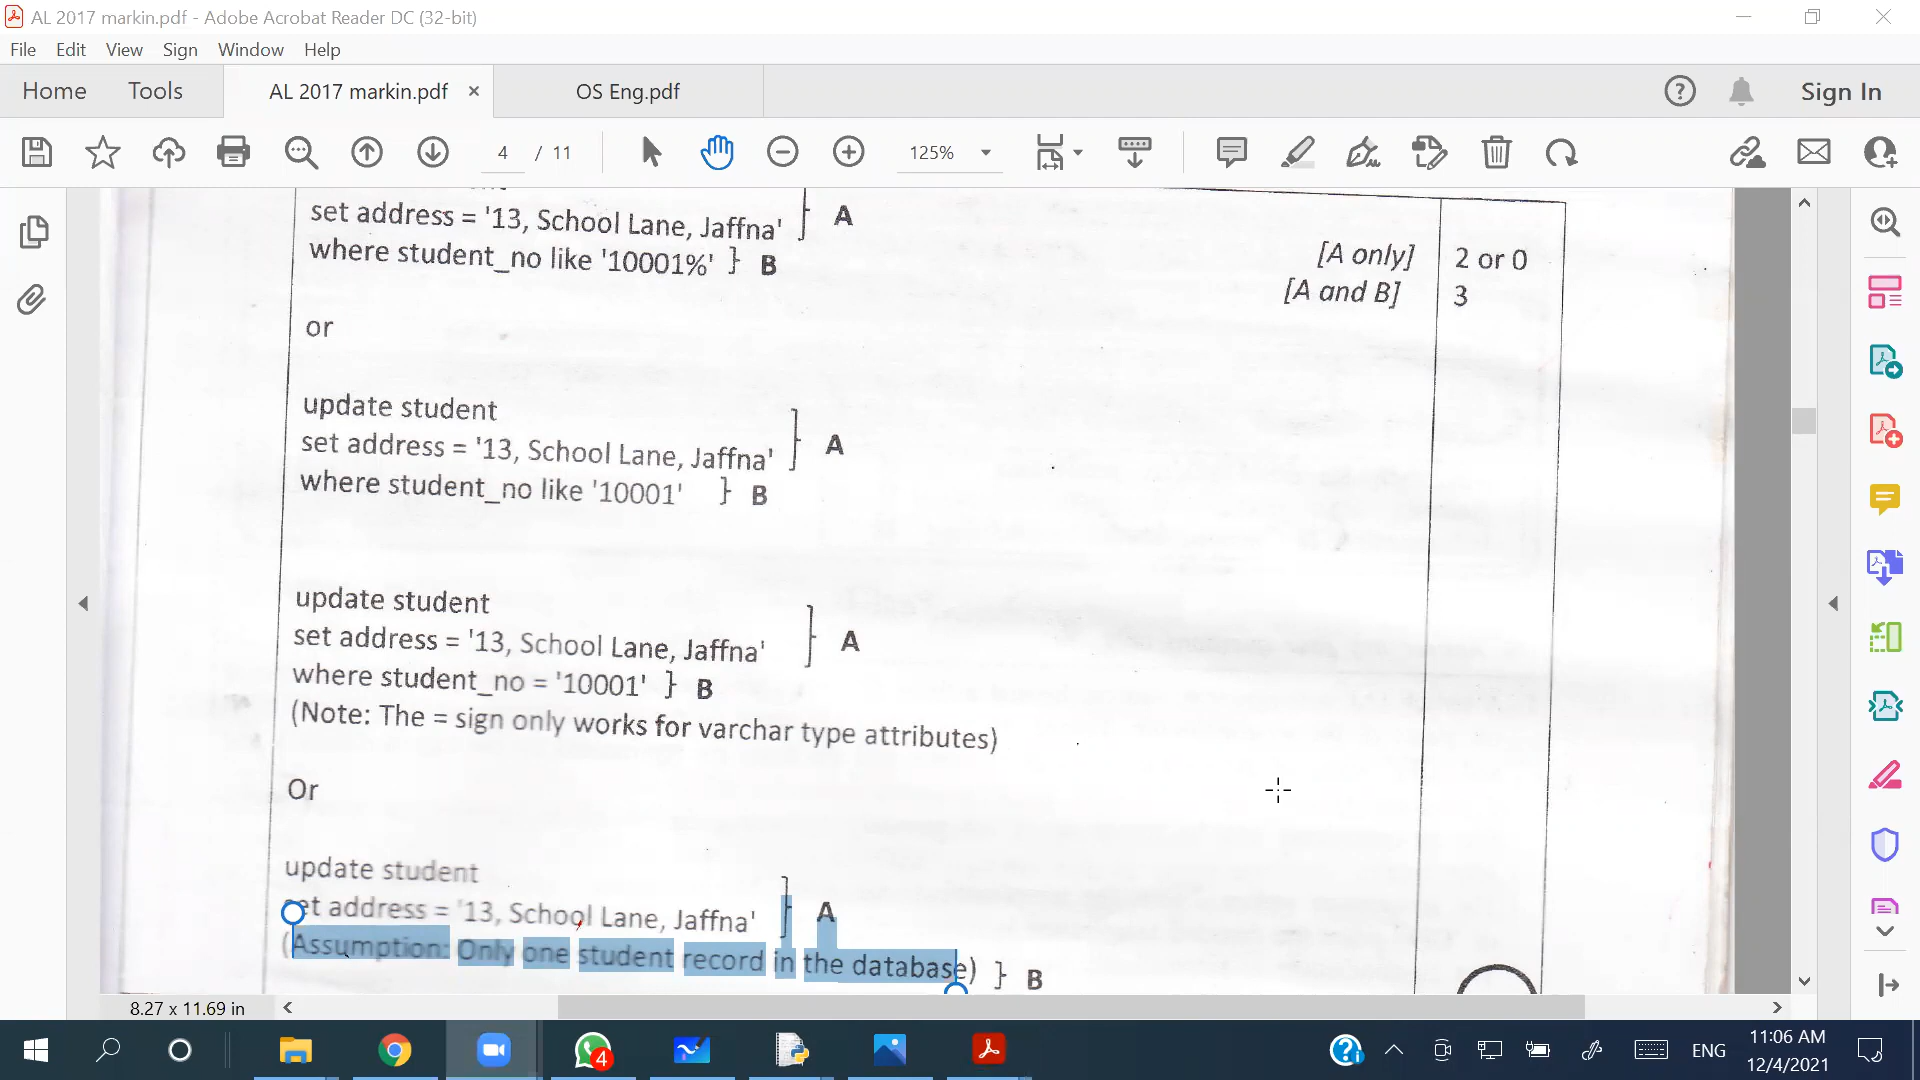 AL 2017 markin.pdf - Adobe Acrobat Reader DC (32-bit)
File Edit View Sign Window Help
Home Tools AL 2017 markin.pdf × OS Eng.pdf Sign In
4 / 11 125%
set address = '13, School Lane, Jaffna' } A
where student_no like '10001%' } B
[A only] 2 or 0
[A and B] 3
or
update student
set address = '13, School Lane, Jaffna' } A
where student_no like '10001' } B
update student
set address = '13, School Lane, Jaffna' } A
where student_no = '10001' } B
(Note: The = sign only works for varchar type attributes)
Or
update student
set address = '13, School Lane, Jaffna' } A
(Assumption: Only one student record in the database) } B
8.27 x 11.69 in
4
ENG
11:06 AM
12/4/2021